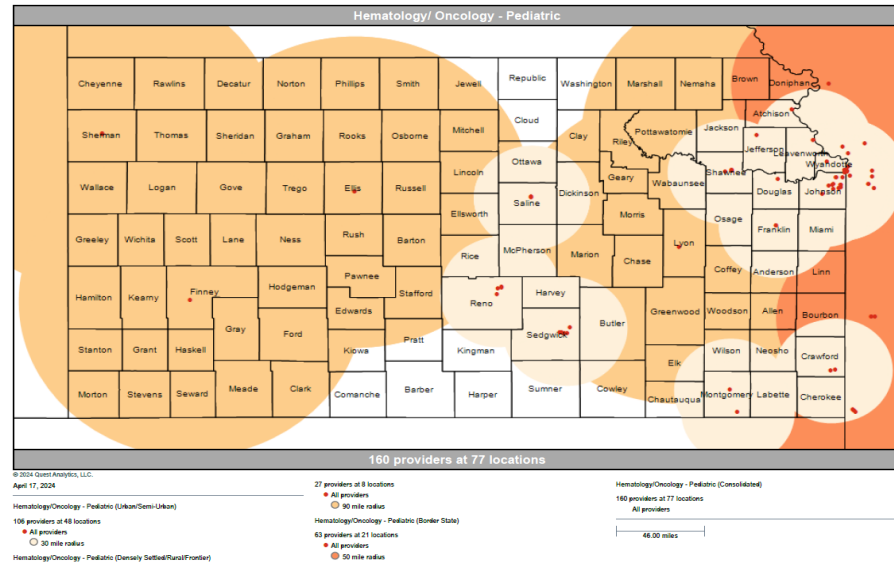 Hematology/ Oncology - Pediatric
Cheyenne Rawlins Decatur Norton Phillips Smith Jewell Republic Washington Marshall Nemaha Brown Doniphan
Atchison
Sherman Thomas Sheridan Graham Rooks Osborne Mitchell Cloud Clay Riley Pottawatomie Jackson Jefferson Leavenworth
Wyandotte
Ottawa
Wallace Logan Gove Trego Ellis Russell Lincoln Saline Dickinson Geary Wabaunsee Shawnee Douglas Johnson
Ellsworth Morris Osage Franklin Miami
Greeley Wichita Scott Lane Ness Rush Barton Rice McPherson Marion Chase Lyon Coffey Anderson Linn
Hamilton Kearny Finney Hodgeman Pawnee Stafford Reno Harvey
Edwards
Gray Ford Sedgwick Butler Greenwood Woodson Allen Bourbon
Stanton Grant Haskell Kiowa Pratt Kingman Elk Wilson Neosho Crawford
Morton Stevens Seward Meade Clark Comanche Barber Harper Sumner Cowley Chautauqua Montgomery Labette Cherokee
160 providers at 77 locations
© 2024 Quest Analytics, LLC.
April 17, 2024
Hematology/Oncology - Pediatric (Urban/Semi-Urban)
106 providers at 48 locations
All providers
30 mile radius
Hematology/Oncology - Pediatric (Densely Settled/Rural/Frontier)
27 providers at 8 locations
All providers
90 mile radius
Hematology/Oncology - Pediatric (Border State)
63 providers at 21 locations
All providers
50 mile radius
Hematology/Oncology - Pediatric (Consolidated)
160 providers at 77 locations
All providers
46.00 miles